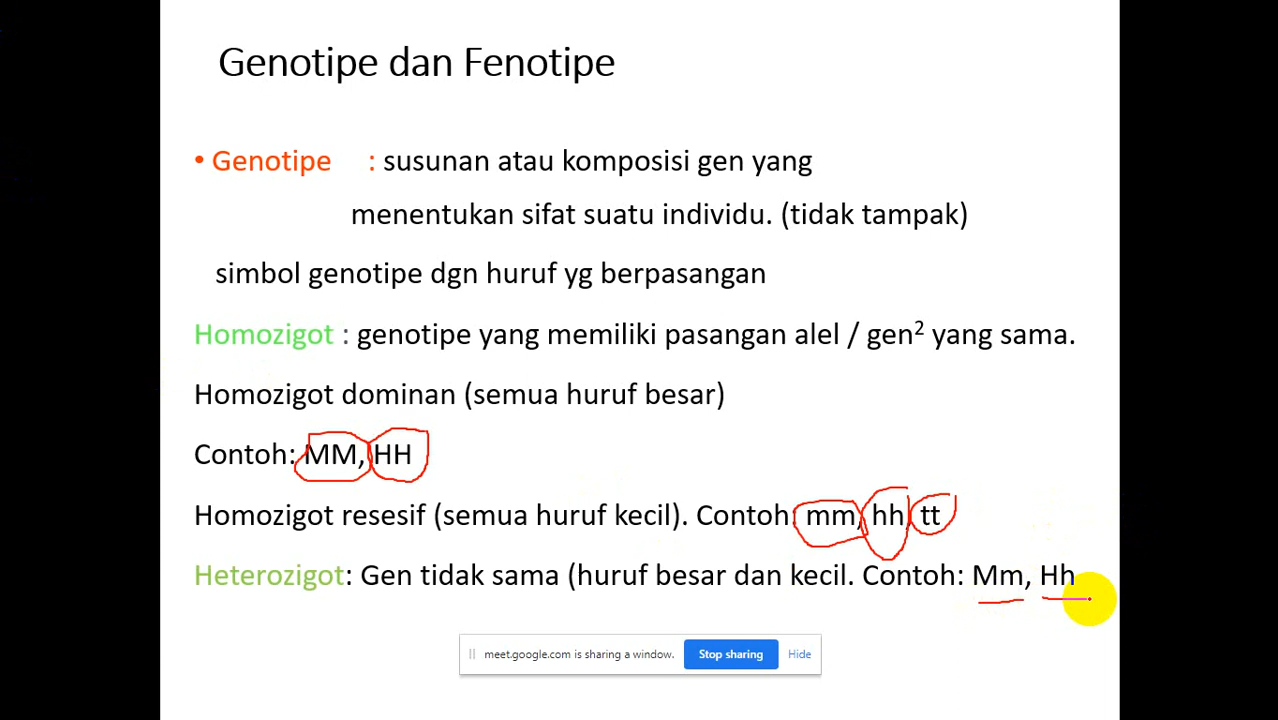 Genotipe dan Fenotipe
• Genotipe : susunan atau komposisi gen yang
menentukan sifat suatu individu. (tidak tampak)
simbol genotipe dgn huruf yg berpasangan
Homozigot : genotipe yang memiliki pasangan alel / gen² yang sama.
Homozigot dominan (semua huruf besar)
Contoh: MM, HH
Homozigot resesif (semua huruf kecil). Contoh: mm, hh, tt
Heterozigot: Gen tidak sama (huruf besar dan kecil. Contoh: Mm, Hh
meet.google.com is sharing a window. Stop sharing Hide